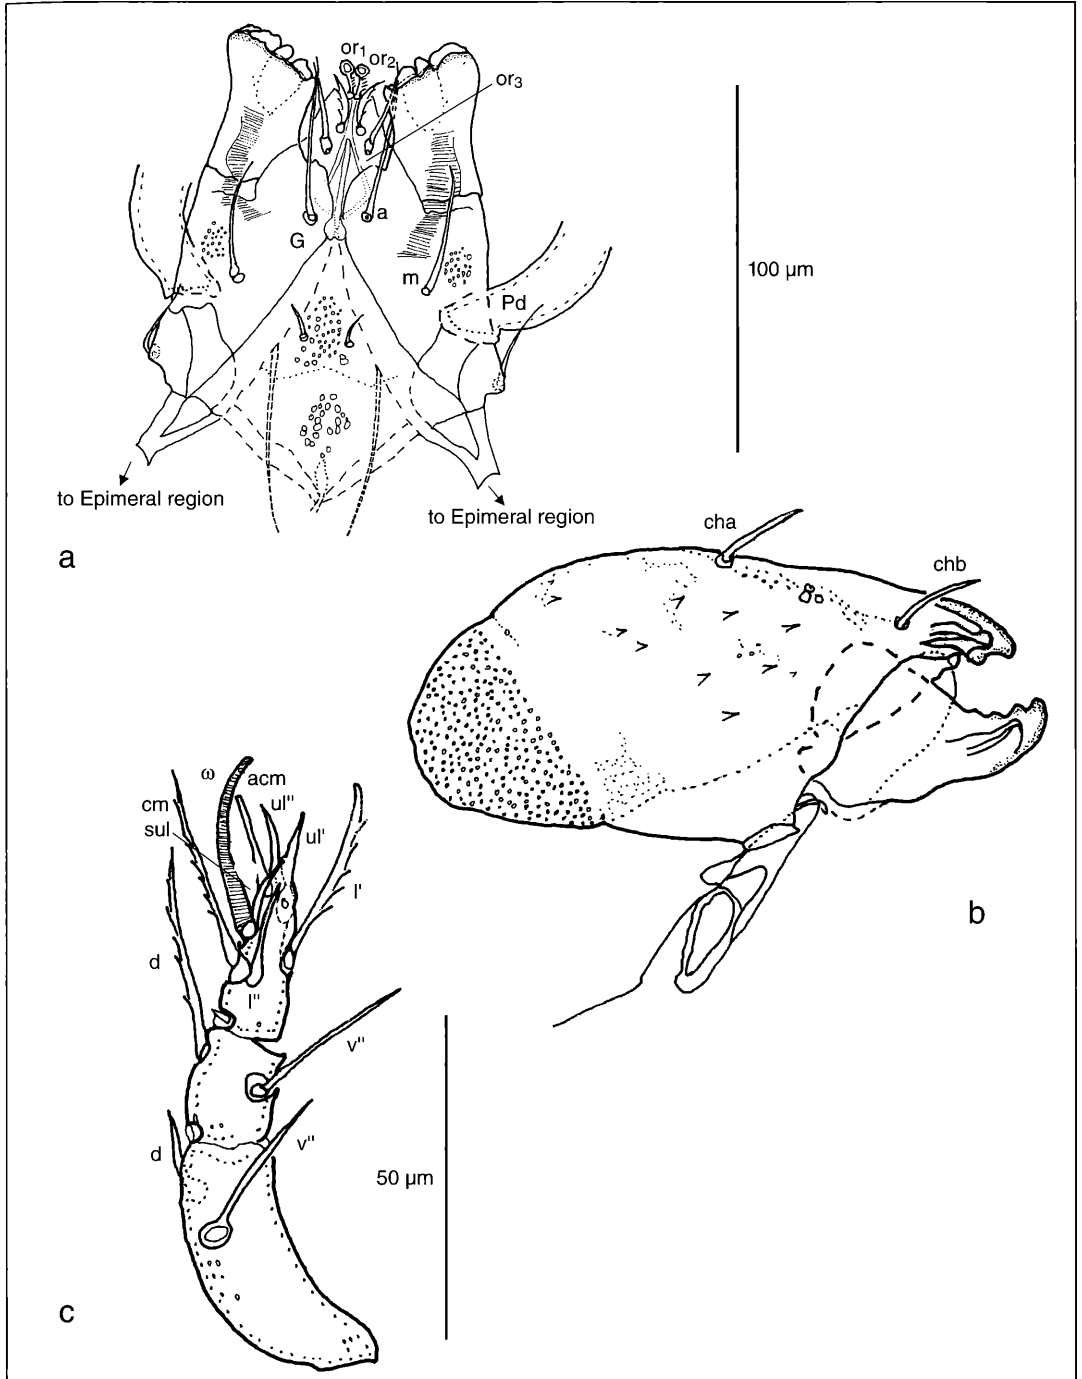 or₁
or₂
or₃
a
G
m
Pd
100 µm
to Epimeral region
to Epimeral region
a
cha
chb
b
ω
acm
ul''
cm
sul
ul'
l'
d
l''
v''
v''
d
50 µm
c